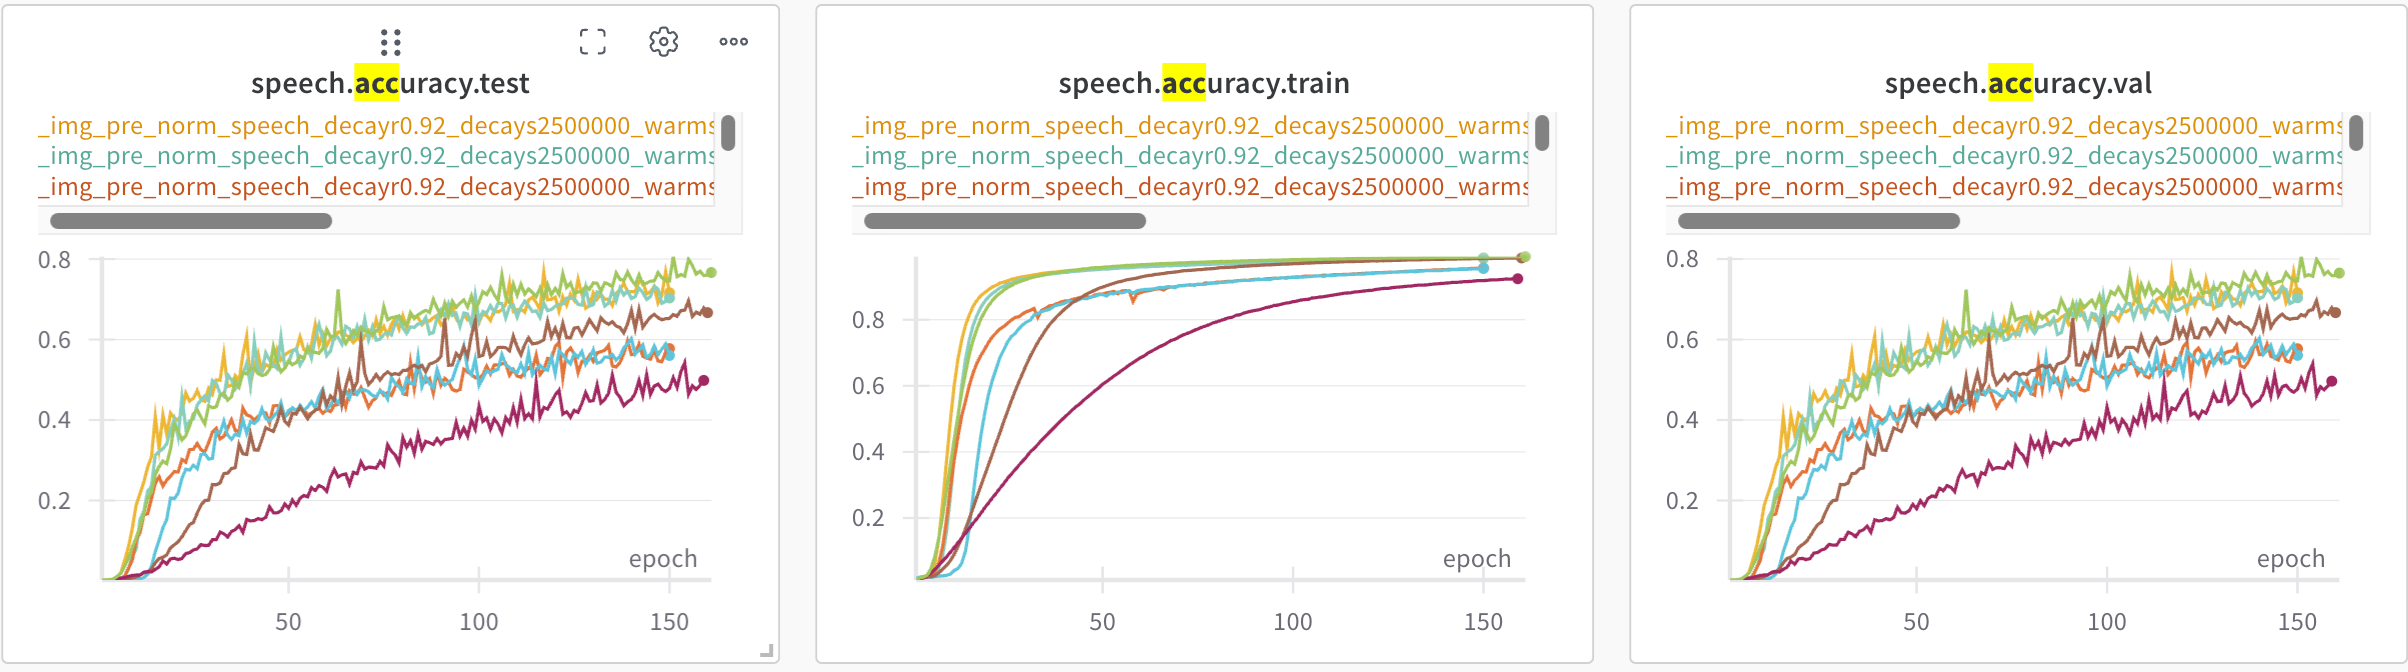 speech.accuracy.test
_img_pre_norm_speech_decayr0.92_decays2500000_warms
_img_pre_norm_speech_decayr0.92_decays2500000_warms
_img_pre_norm_speech_decayr0.92_decays2500000_warms
0.8
0.6
0.4
0.2
epoch
50 100 150
speech.accuracy.train
_img_pre_norm_speech_decayr0.92_decays2500000_warms
_img_pre_norm_speech_decayr0.92_decays2500000_warms
_img_pre_norm_speech_decayr0.92_decays2500000_warms
0.8
0.6
0.4
0.2
epoch
50 100 150
speech.accuracy.val
_img_pre_norm_speech_decayr0.92_decays2500000_warms
_img_pre_norm_speech_decayr0.92_decays2500000_warms
_img_pre_norm_speech_decayr0.92_decays2500000_warms
0.8
0.6
0.4
0.2
epoch
50 100 150